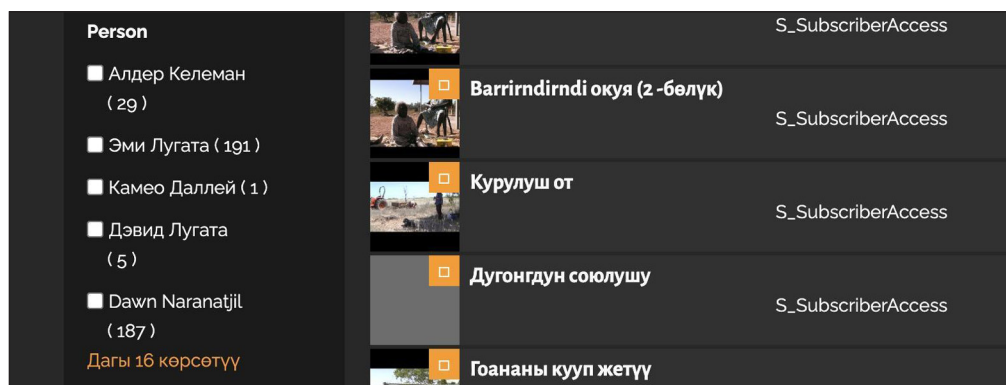 Person
Алдер Келеман
( 29 )
Эми Лугата ( 191 )
Камео Даллей ( 1 )
Дэвид Лугата
( 5 )
Dawn Naranatjil
( 187 )
Дагы 16 көрсөтүү
S_SubscriberAccess
Barrirndirndi окуя (2 -бөлүк)
S_SubscriberAccess
Курулуш от
S_SubscriberAccess
Дугонгдун союлушу
S_SubscriberAccess
Гоананы кууп жетүү